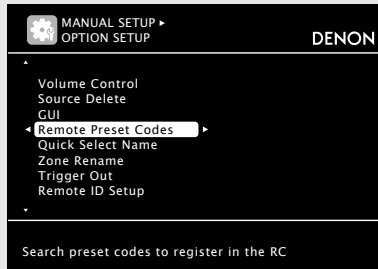 MANUAL SETUP ▸
OPTION SETUP
DENON
Volume Control
Source Delete
GUI
Remote Preset Codes
Quick Select Name
Zone Rename
Trigger Out
Remote ID Setup
Search preset codes to register in the RC